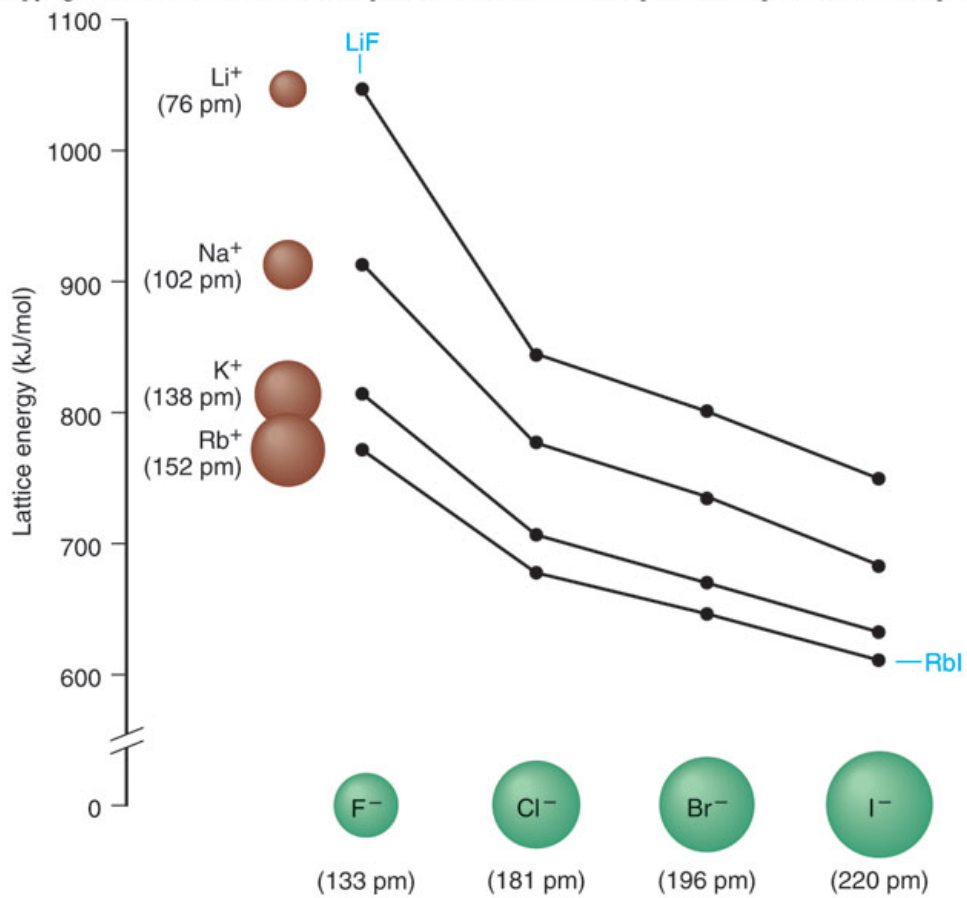 1100
LiF
Li⁺
(76 pm)
1000
Na⁺
(102 pm)
900
K⁺
(138 pm)
800
Rb⁺
(152 pm)
700
600
RbI
0
Lattice energy (kJ/mol)
F⁻ Cl⁻ Br⁻ I⁻
(133 pm) (181 pm) (196 pm) (220 pm)